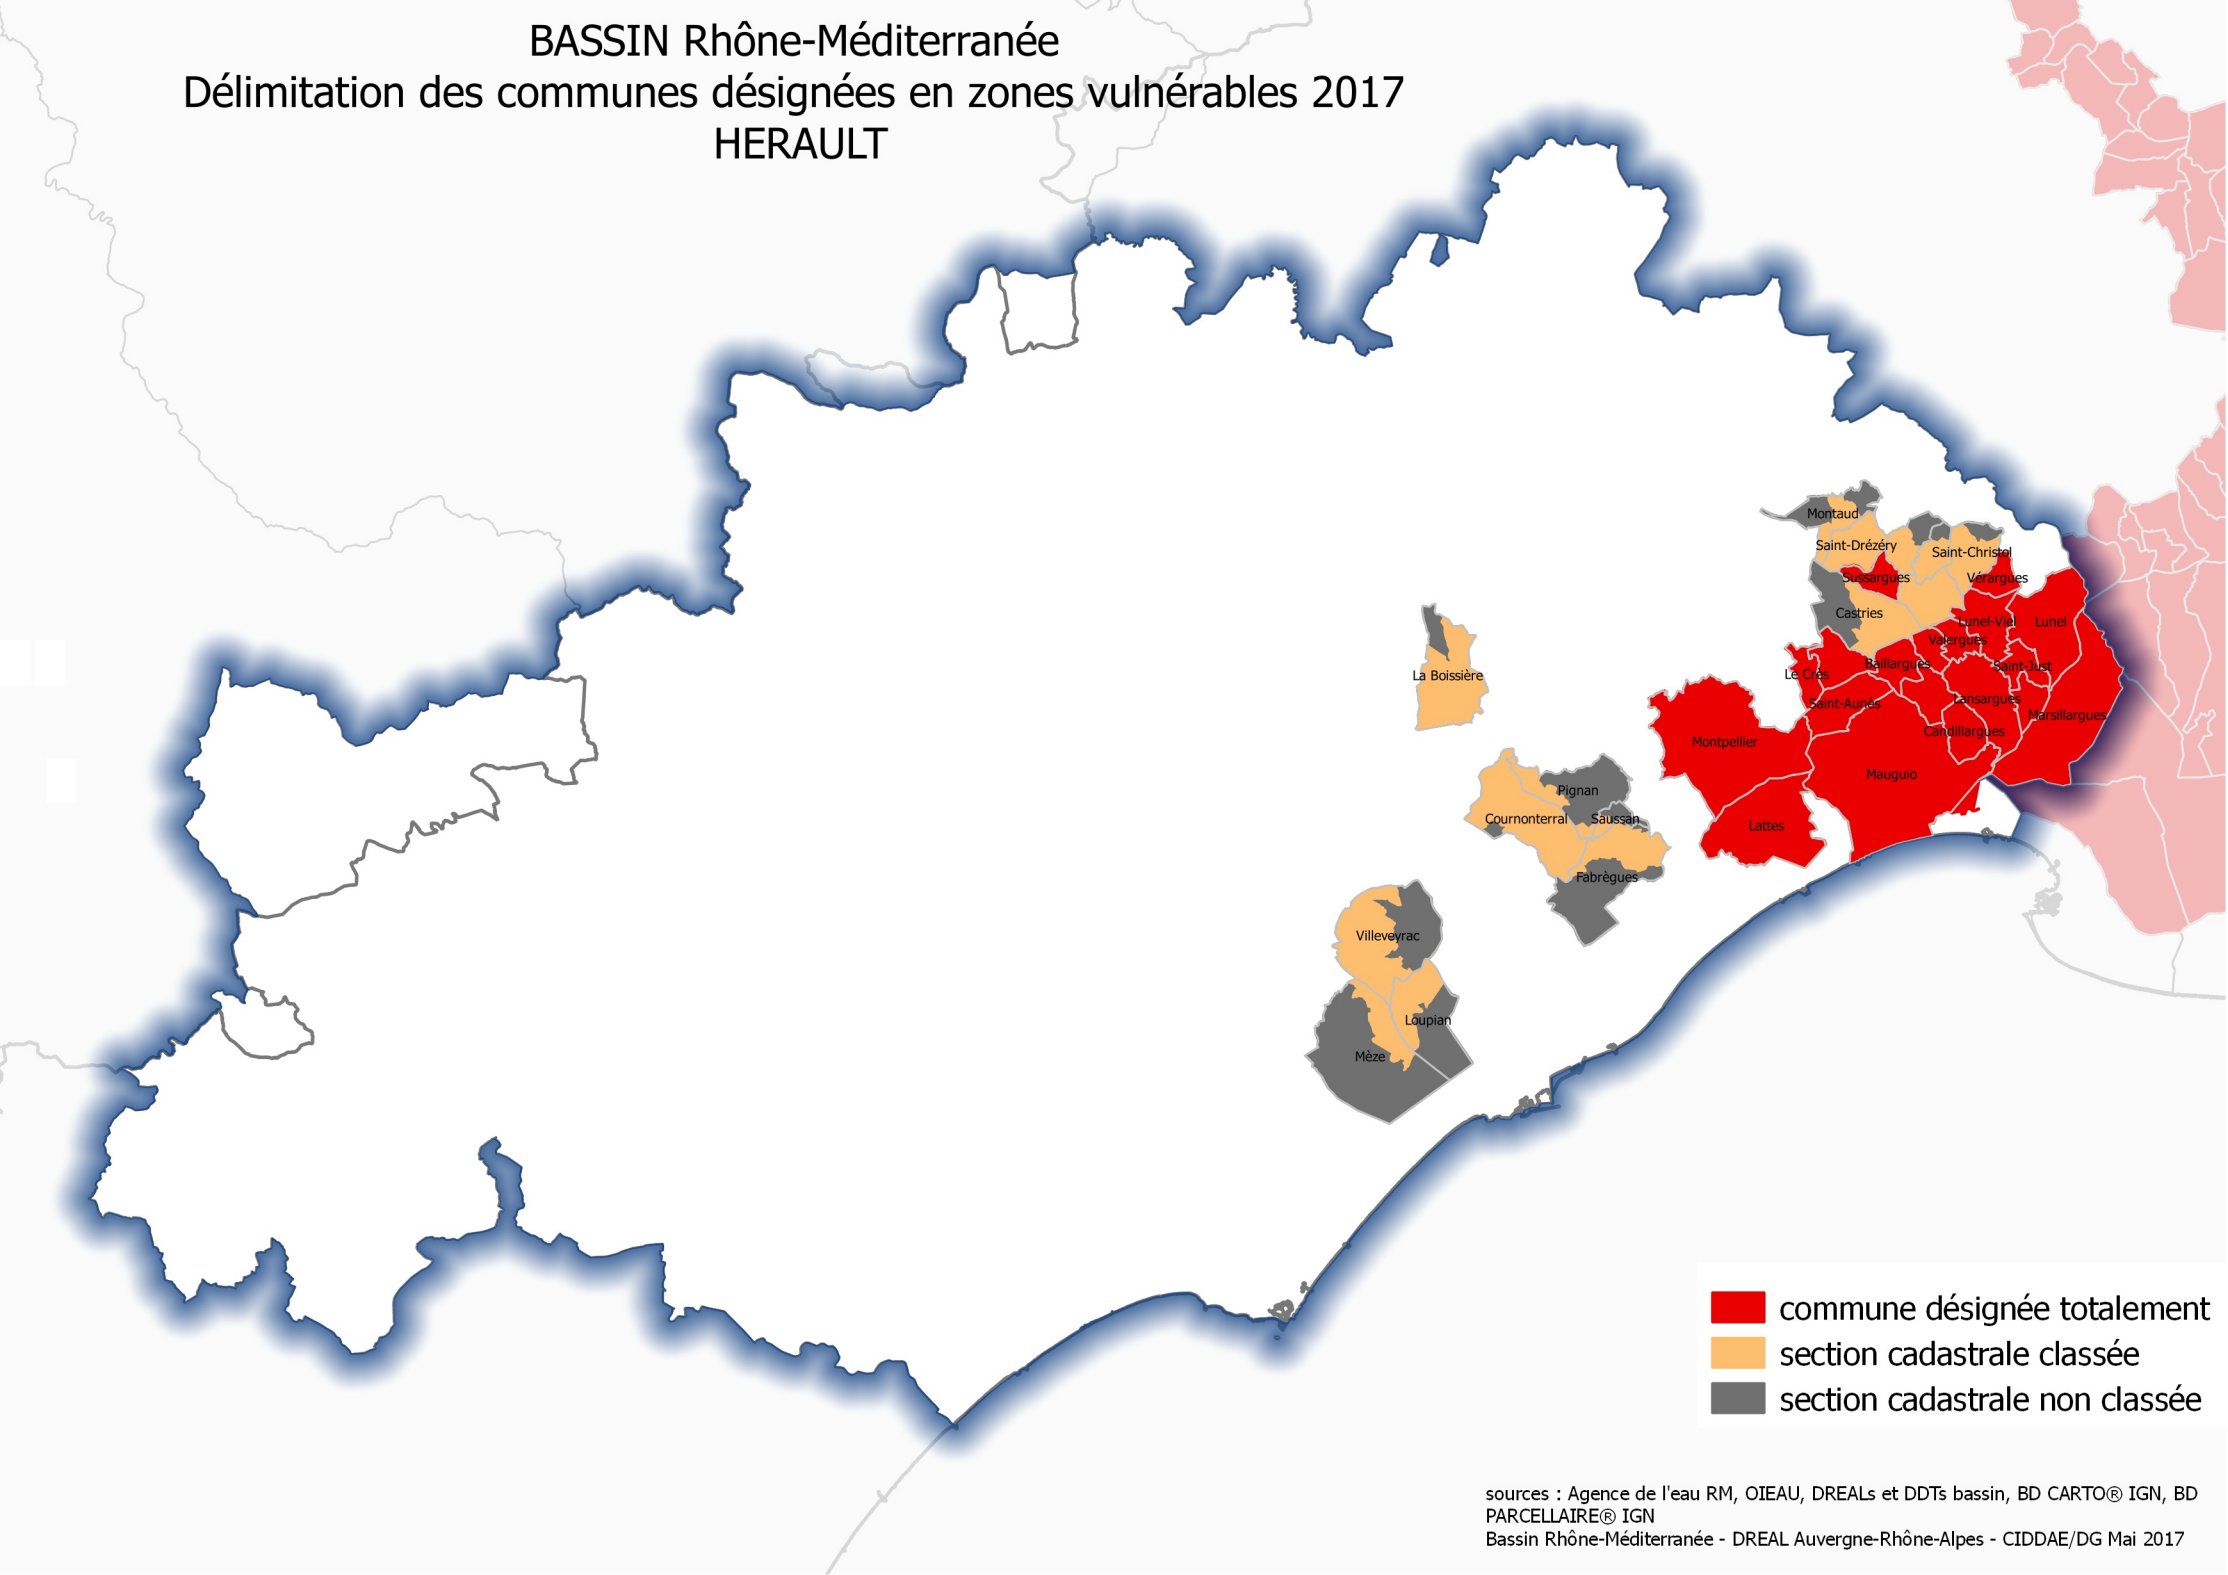 BASSIN Rhône-Méditerranée
Délimitation des communes désignées en zones vulnérables 2017
HERAULT
Montaud
Saint-Drézéry
Saint-Christol
Sussargues
Vérargues
Castries
Lunel-Viel
Lunel
Valergues
Baillargues
Saint-Just
Le Crès
La Boissière
Saint-Aunès
Lansargues
Marsillargues
Candillargues
Montpellier
Mauguio
Pignan
Cournonterral
Saussan
Lattes
Fabrègues
Villeveyrac
Loupian
Mèze
commune désignée totalement
section cadastrale classée
section cadastrale non classée
sources : Agence de l'eau RM, OIEAU, DREALs et DDTs bassin, BD CARTO® IGN, BD
PARCELLAIRE® IGN
Bassin Rhône-Méditerranée - DREAL Auvergne-Rhône-Alpes - CIDDAE/DG Mai 2017